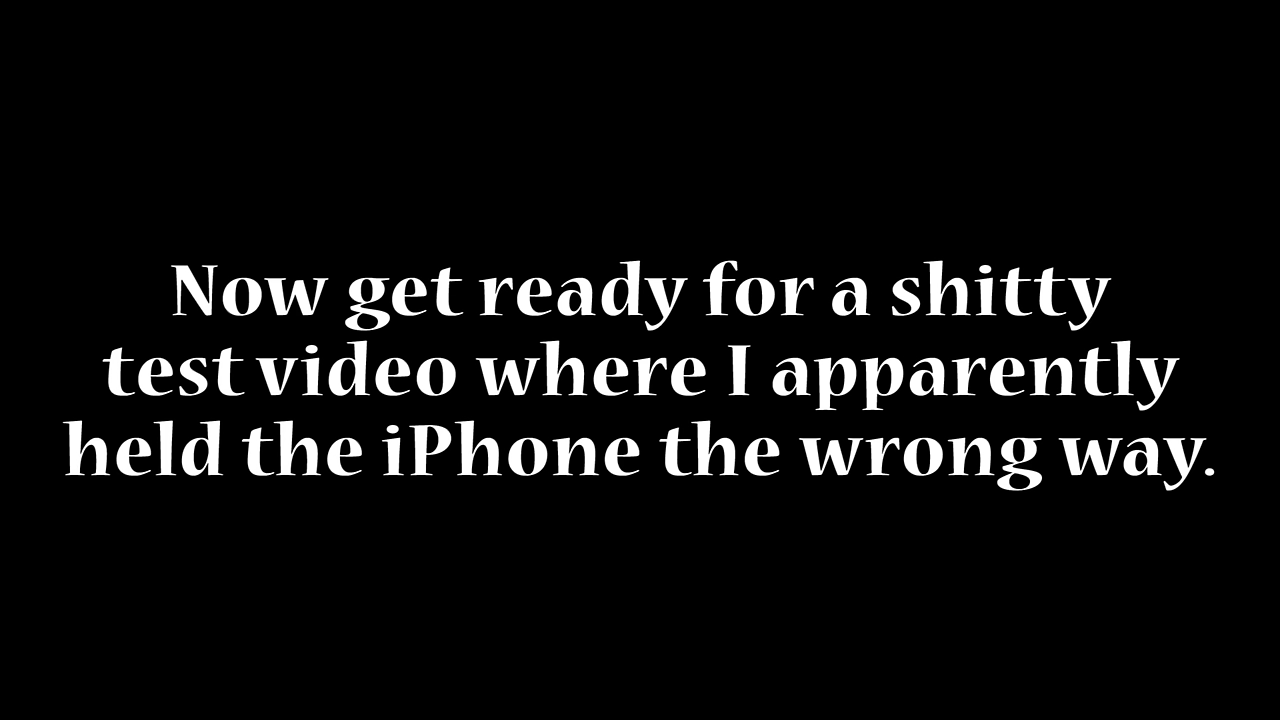 Now get ready for a shitty
test video where I apparently
held the iPhone the wrong way.